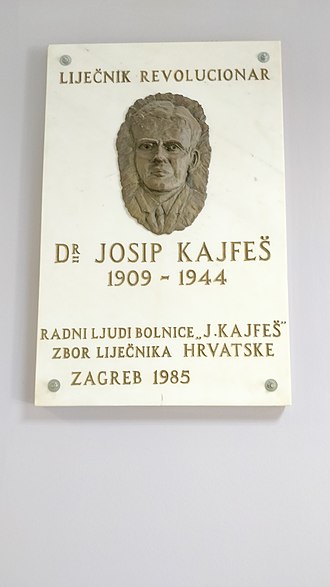 LIJEČNIK REVOLUCIONAR
DR JOSIP KAJFEŠ
1909 - 1944
RADNI LJUDI BOLNICE „J. KAJFEŠ“
ZBOR LIJEČNIKA HRVATSKE
ZAGREB 1985